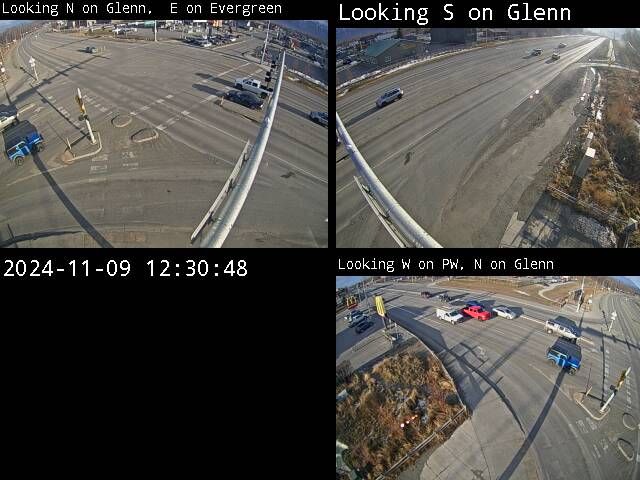 Looking N on Glenn,  E on Evergreen
Looking S on Glenn
2024-11-09 12:30:48
Looking W on PW, N on Glenn